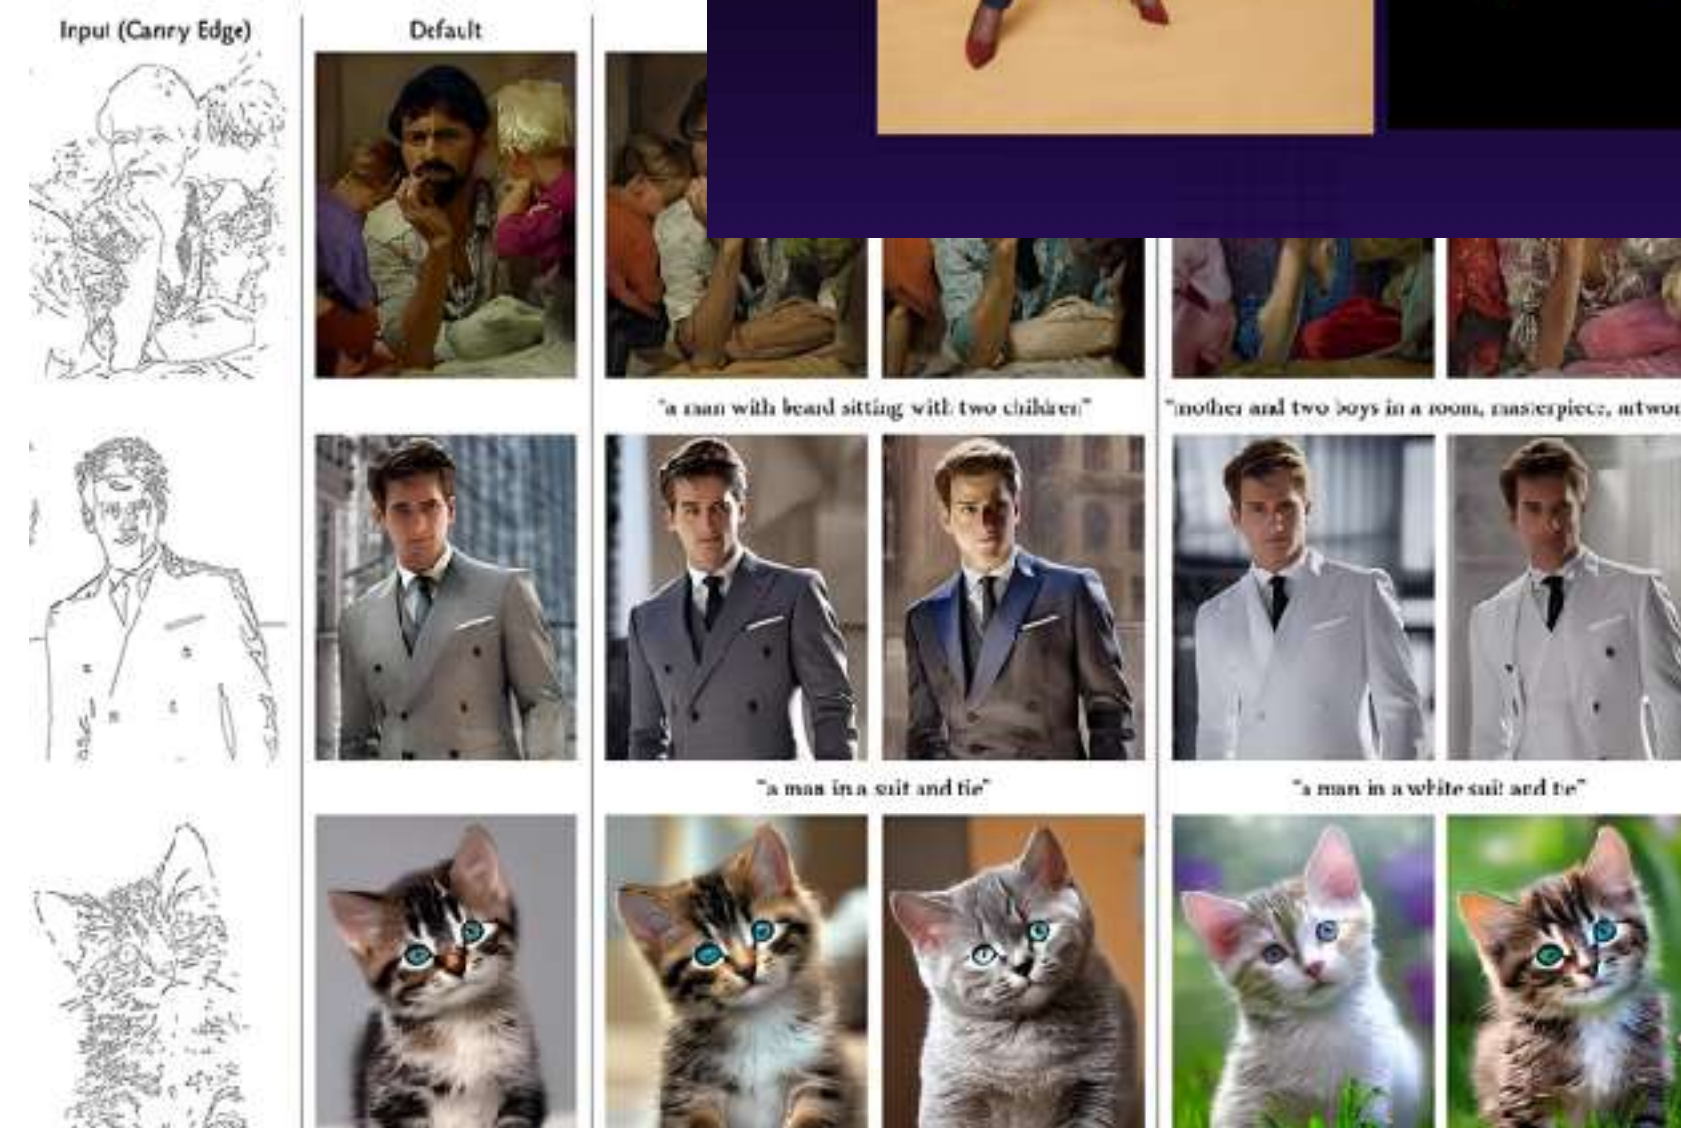 Input (Canny Edge)
Default
"a man with beard sitting with two children"
"mother and two boys in a room, masterpiece, artwor
"a man in a suit and tie"
"a man in a white suit and tie"